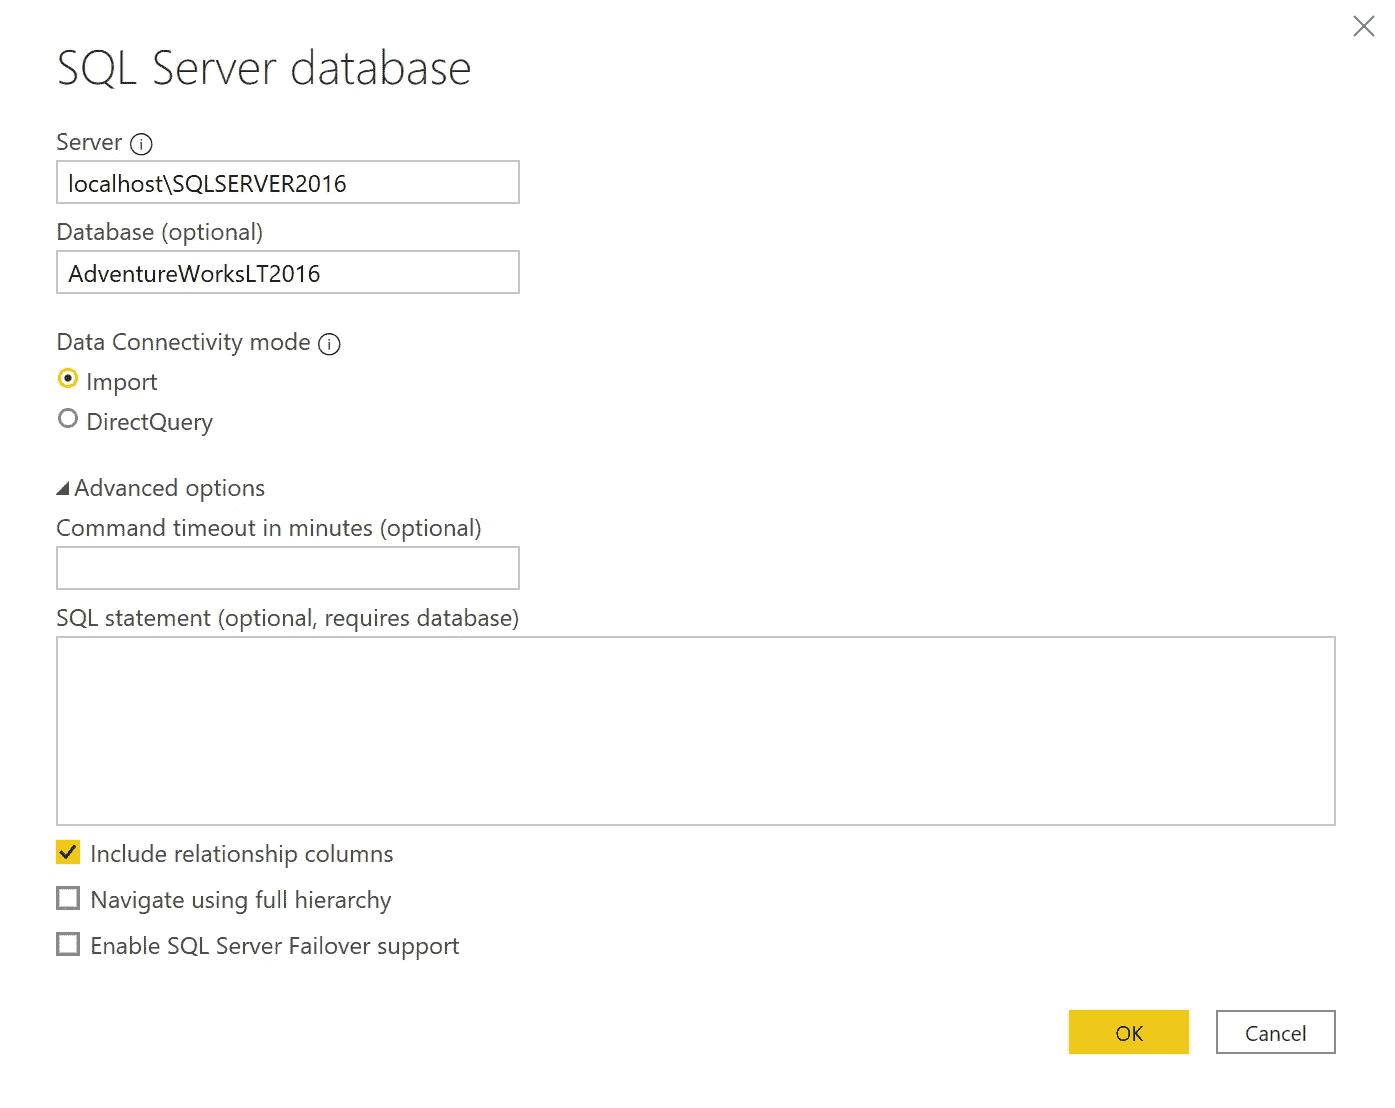 SQL Server database
Server
localhost\SQLSERVER2016
Database (optional)
AdventureWorksLT2016
Data Connectivity mode
Import
DirectQuery
Advanced options
Command timeout in minutes (optional)
SQL statement (optional, requires database)
Include relationship columns
Navigate using full hierarchy
Enable SQL Server Failover support
OK
Cancel